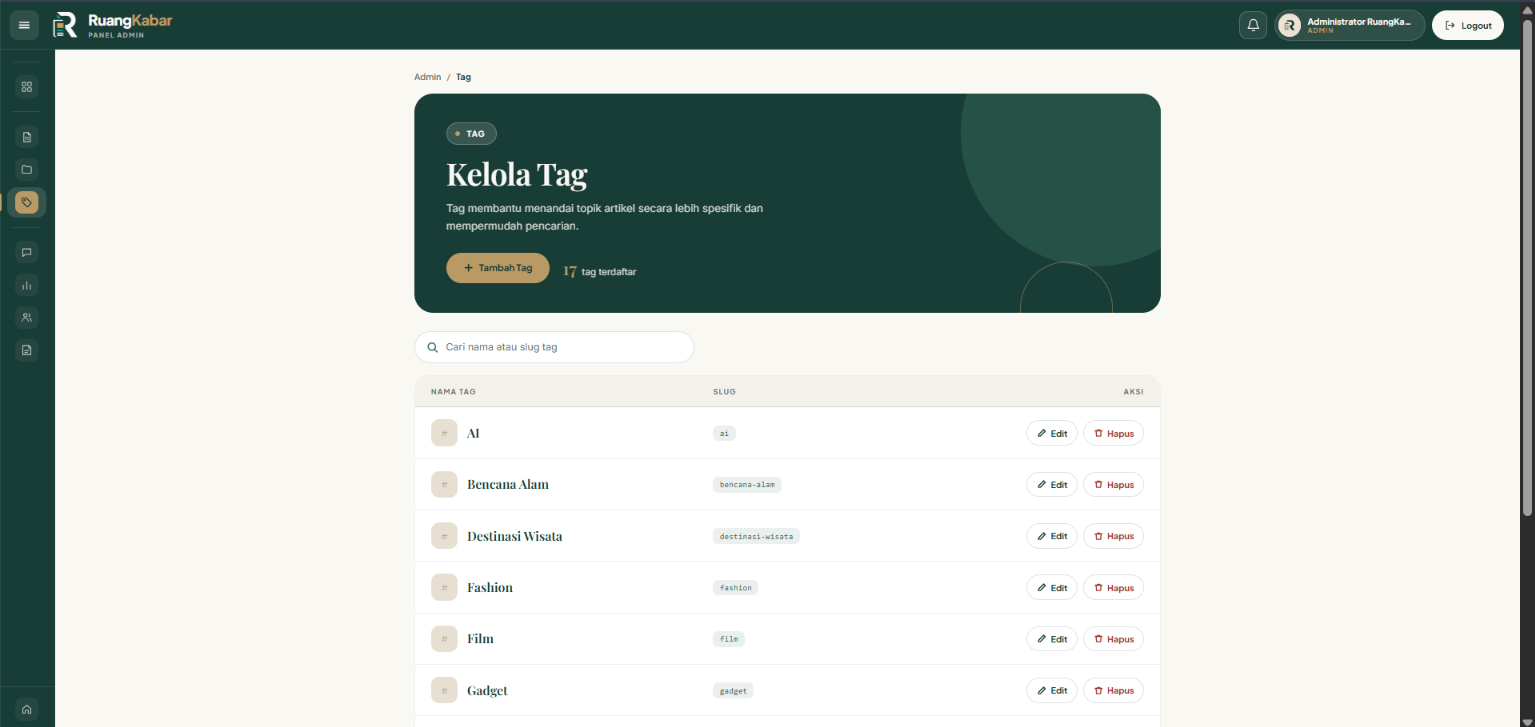 RuangKabar
PANEL ADMIN
Administrator RuangKa...
ADMIN
Logout
Admin / Tag
TAG
Kelola Tag
Tag membantu menandai topik artikel secara lebih spesifik dan
mempermudah pencarian.
+ Tambah Tag
17 tag terdaftar
Cari nama atau slug tag
NAMA TAG SLUG AKSI
# AI ai Edit Hapus
# Bencana Alam bencana-alam Edit Hapus
# Destinasi Wisata destinasi-wisata Edit Hapus
# Fashion fashion Edit Hapus
# Film film Edit Hapus
# Gadget gadget Edit Hapus